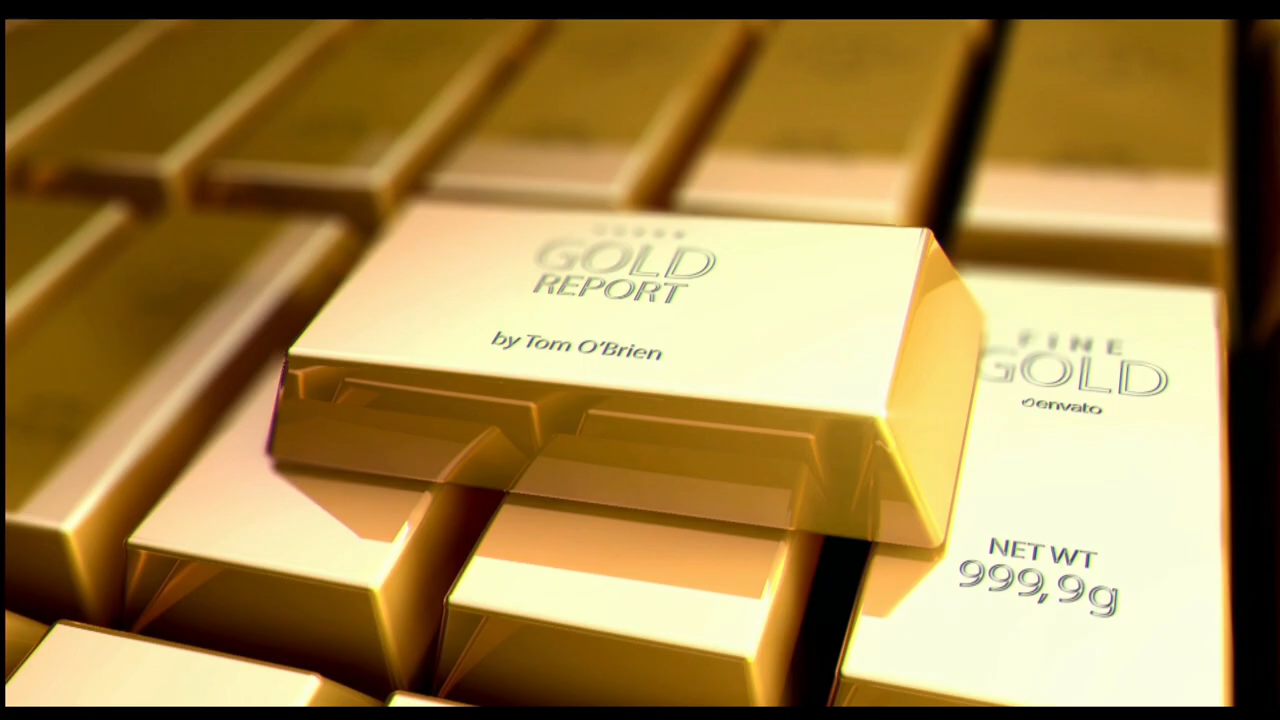 GOLD
REPORT
by Tom O'Brien
FINE
GOLD
envato
NET WT
999,9g